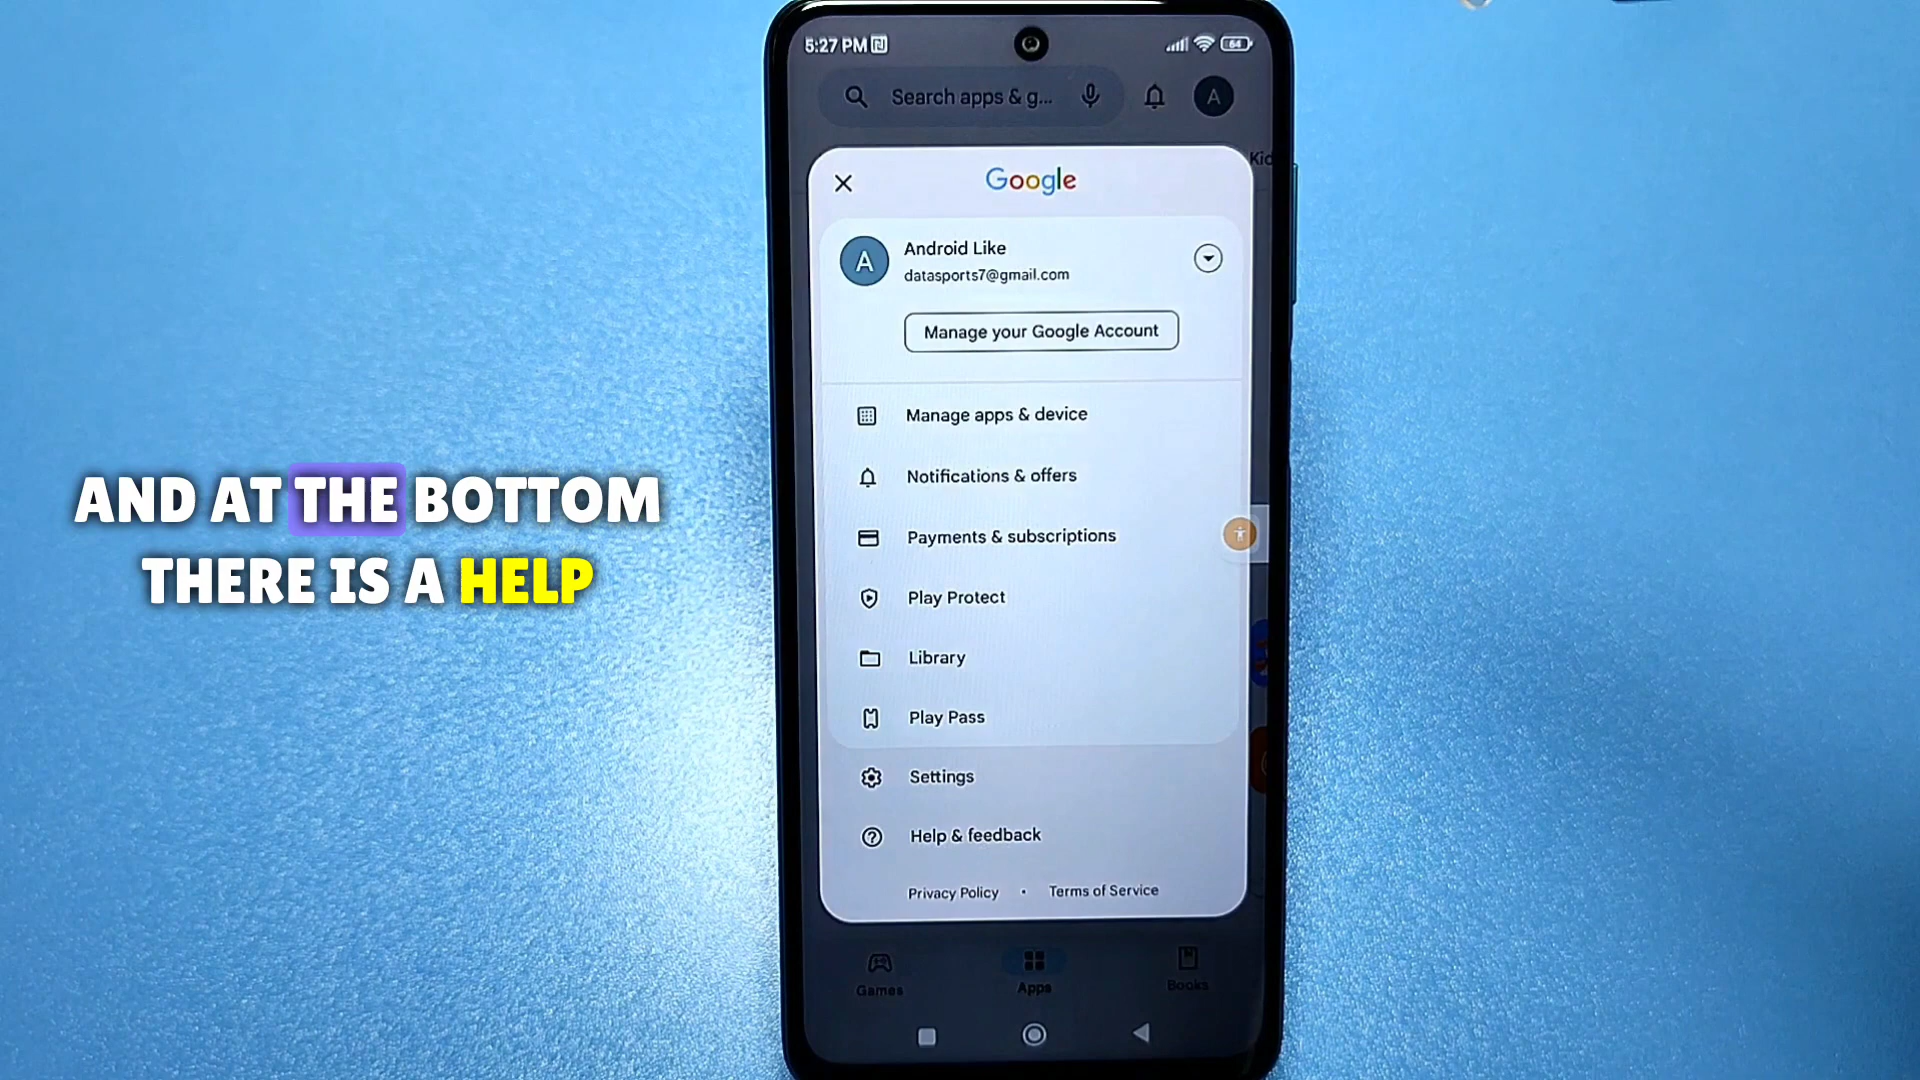 5:27 PM
64
Search apps & g...
A
Kid
Google
A
Android Like
datasports7@gmail.com
Manage your Google Account
Manage apps & device
Notifications & offers
Payments & subscriptions
Play Protect
Library
Play Pass
Settings
Help & feedback
Privacy Policy • Terms of Service
Games
Apps
Books
AND AT THE BOTTOM
THERE IS A HELP